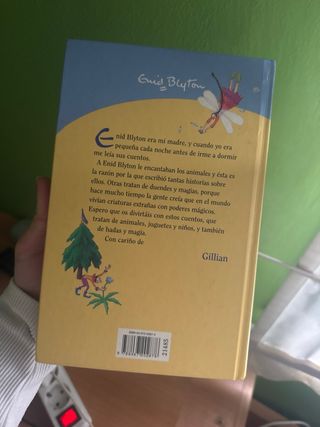 Enid Blyton
Enid Blyton era mi madre, y cuando yo era
pequeña cada noche antes de irme a dormir
me leía sus cuentos.
A Enid Blyton le encantaban los animales y ésta es
la razón por la que escribió tantas historias sobre
ellos. Otras tratan de duendes y magias, porque
hace mucho tiempo la gente creía que en el mundo
vivían criaturas extrañas con poderes mágicos.
Espero que os divirtáis con estos cuentos, que
tratan de animales, juguetes y niños, y también
de hadas y magia.
Con cariño de
Gillian
21485